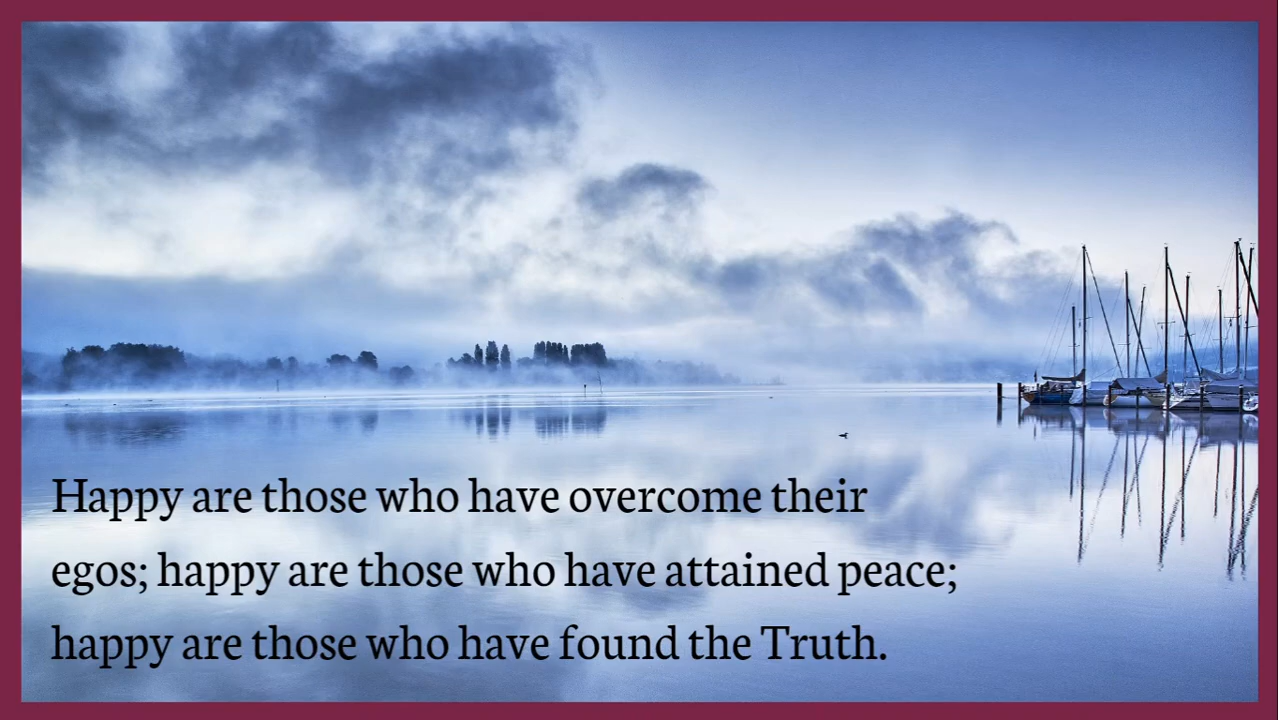 Happy are those who have overcome their
egos; happy are those who have attained peace;
happy are those who have found the Truth.